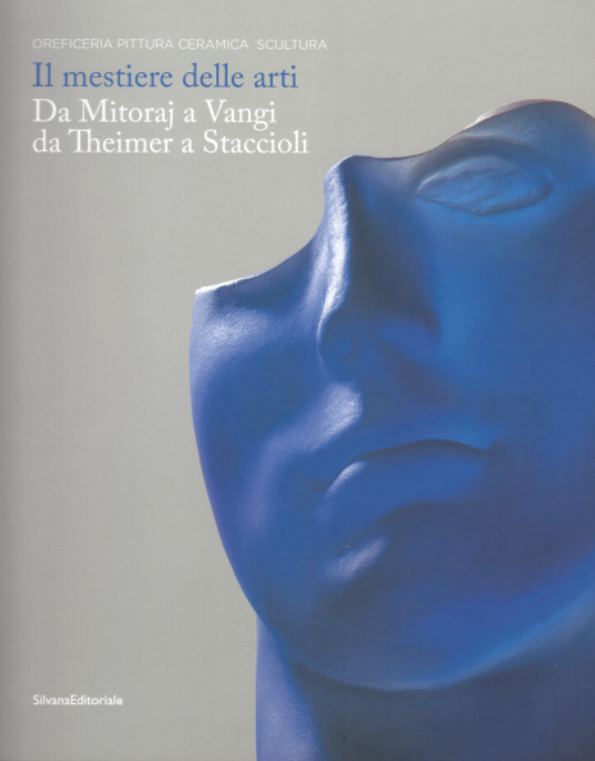 OREFICERIA PITTURA CERAMICA SCULTURA
Il mestiere delle arti
Da Mitoraj a Vangi
da Theimer a Staccioli
SilvanaEditoriale